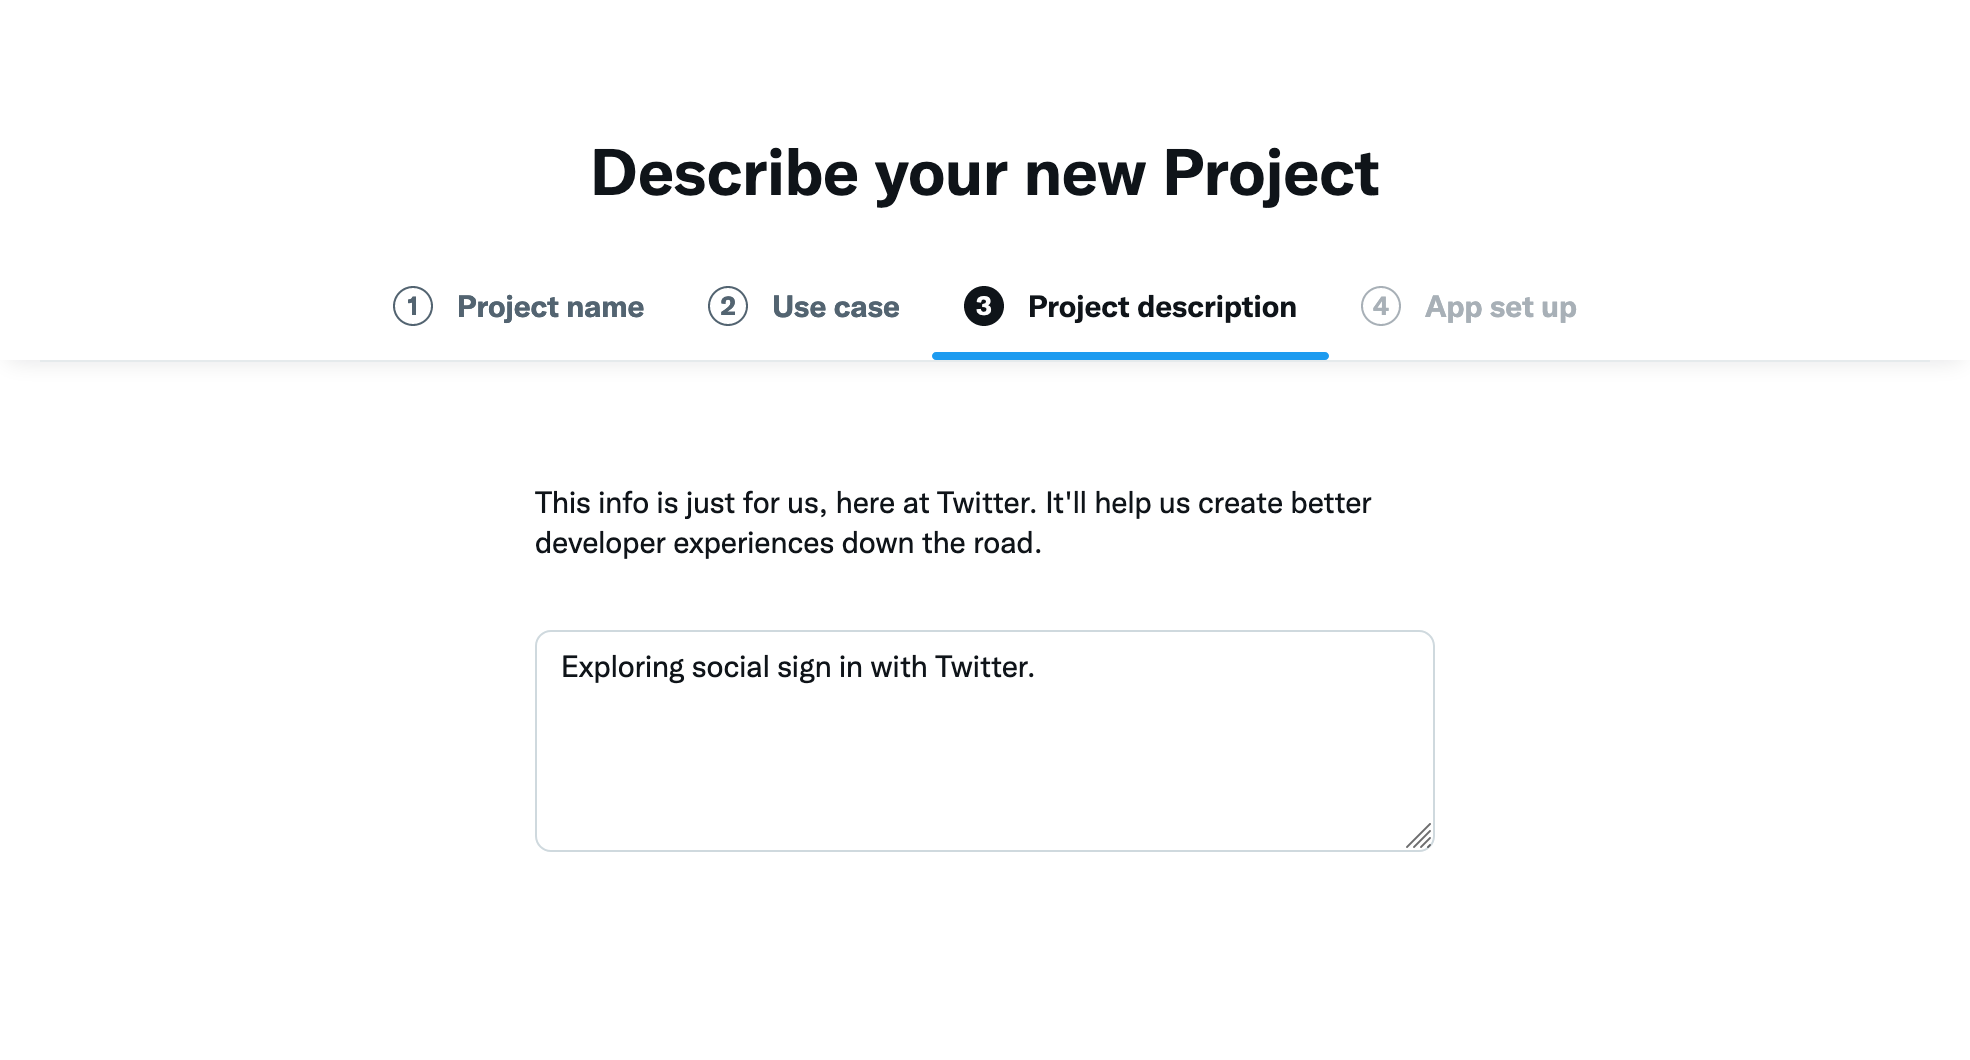 Describe your new Project
1 Project name 2 Use case 3 Project description 4 App set up
This info is just for us, here at Twitter. It'll help us create better
developer experiences down the road.
Exploring social sign in with Twitter.